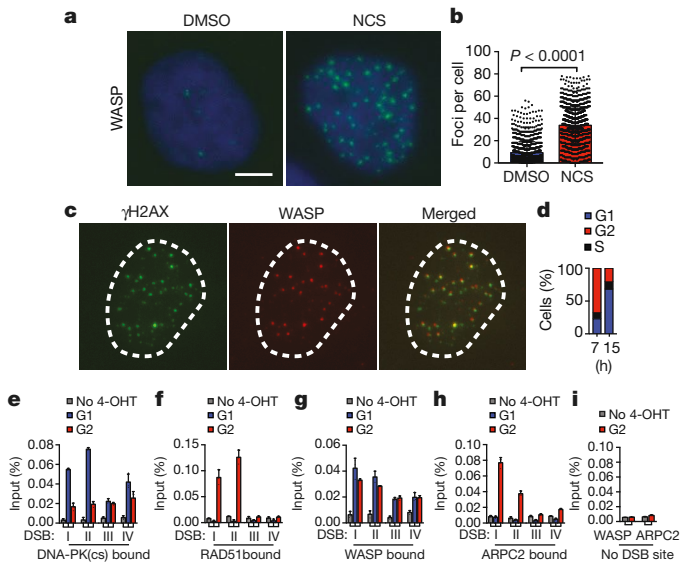 a
DMSO
NCS
WASP
b
P < 0.0001
Foci per cell
100
80
60
40
20
0
DMSO
NCS
c
γH2AX
WASP
Merged
d
G1
G2
S
Cells (%)
100
50
0
7 15
(h)
e
No 4-OHT
G1
G2
Input (%)
0.08
0.06
0.04
0.02
0.00
DSB: I II III IV
DNA-PK(cs) bound
f
No 4-OHT
G1
G2
Input (%)
0.15
0.10
0.05
0.00
I II III IV
RAD51bound
g
No 4-OHT
G1
G2
Input (%)
0.06
0.04
0.02
0.00
DSB: I II III IV
WASP bound
h
No 4-OHT
G1
G2
Input (%)
0.10
0.08
0.06
0.04
0.02
0.00
DSB: I II III IV
ARPC2 bound
i
No 4-OHT
G2
Input (%)
0.10
0.08
0.06
0.04
0.02
0.00
WASP ARPC2
No DSB site